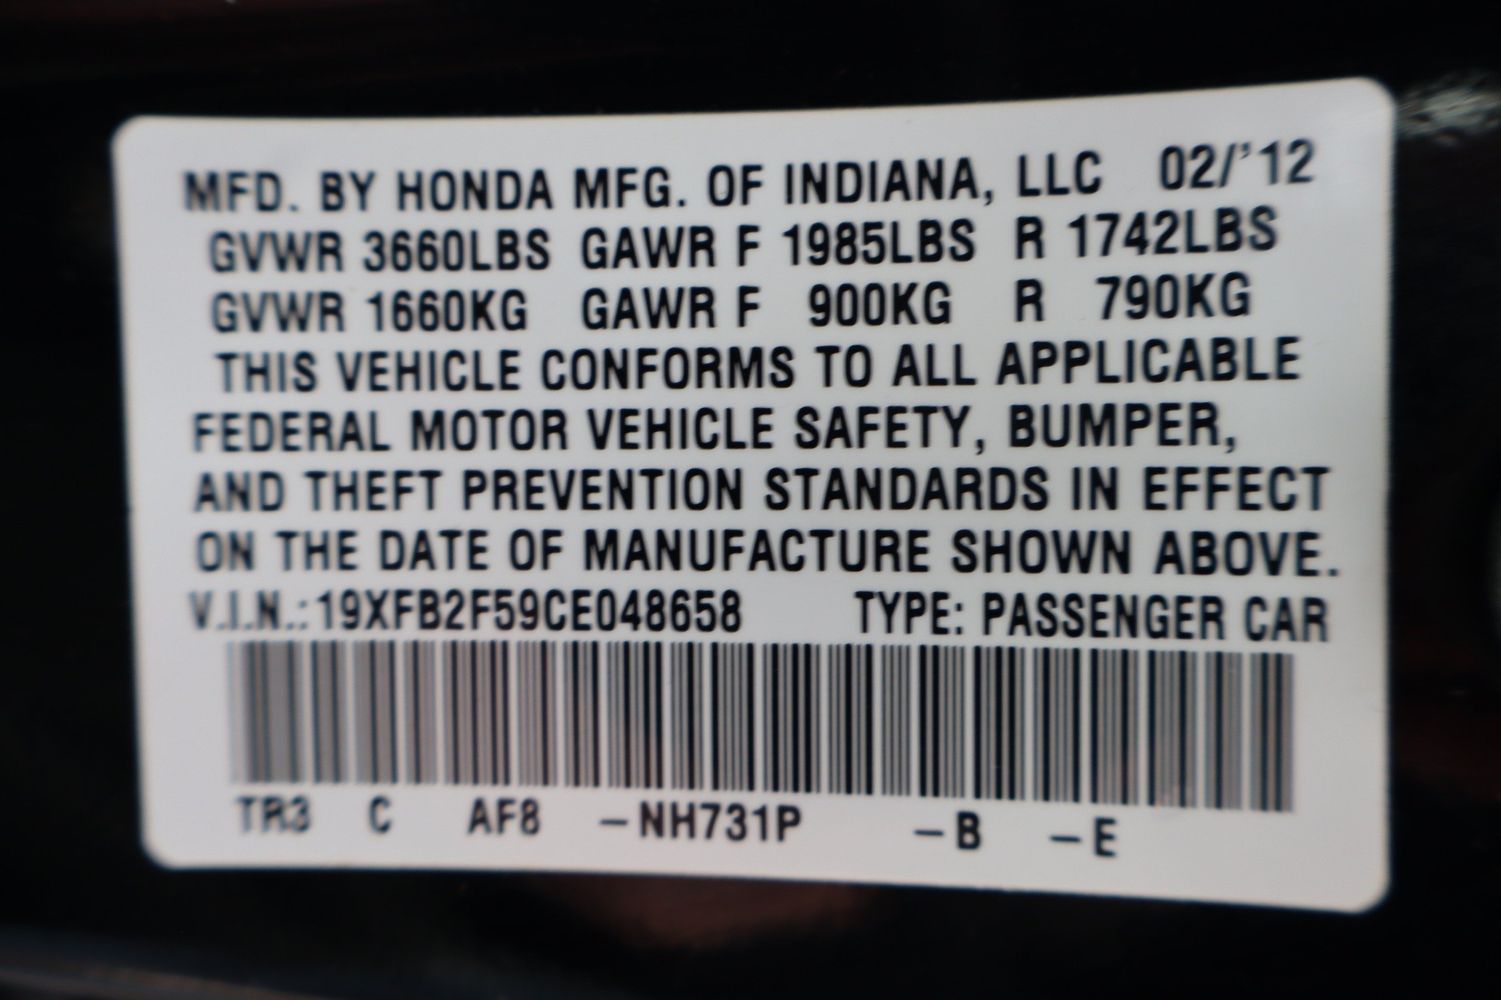 MFD. BY HONDA MFG. OF INDIANA, LLC 02/'12
GVWR 3660LBS GAWR F 1985LBS R 1742LBS
GVWR 1660KG GAWR F 900KG R 790KG
THIS VEHICLE CONFORMS TO ALL APPLICABLE
FEDERAL MOTOR VEHICLE SAFETY, BUMPER,
AND THEFT PREVENTION STANDARDS IN EFFECT
ON THE DATE OF MANUFACTURE SHOWN ABOVE.
V.I.N.: 19XFB2F59CE048658 TYPE: PASSENGER CAR
TR3 C AF8 –NH731P –B –E